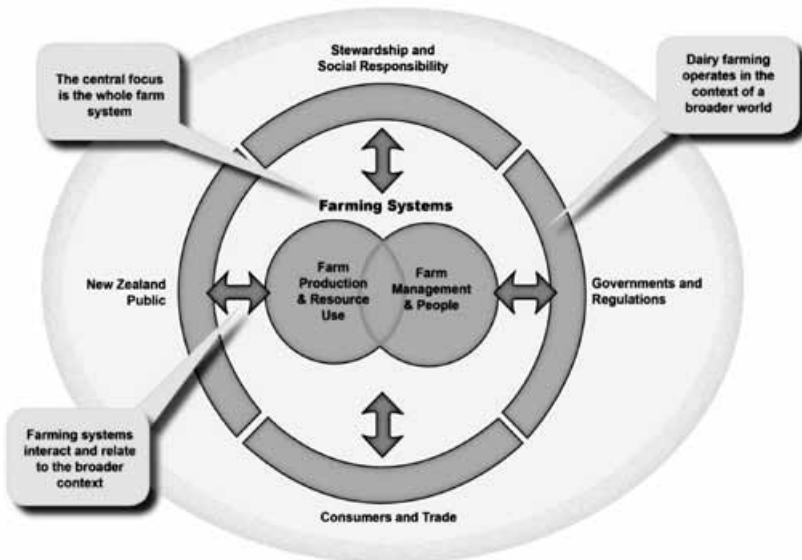 Stewardship and
Social Responsibility
The central focus
is the whole farm
system
Dairy farming
operates in the
context of a
broader world
Farming Systems
New Zealand
Public
Farm
Production
& Resource
Use
Farm
Management
& People
Governments and
Regulations
Farming systems
interact and relate
to the broader
context
Consumers and Trade